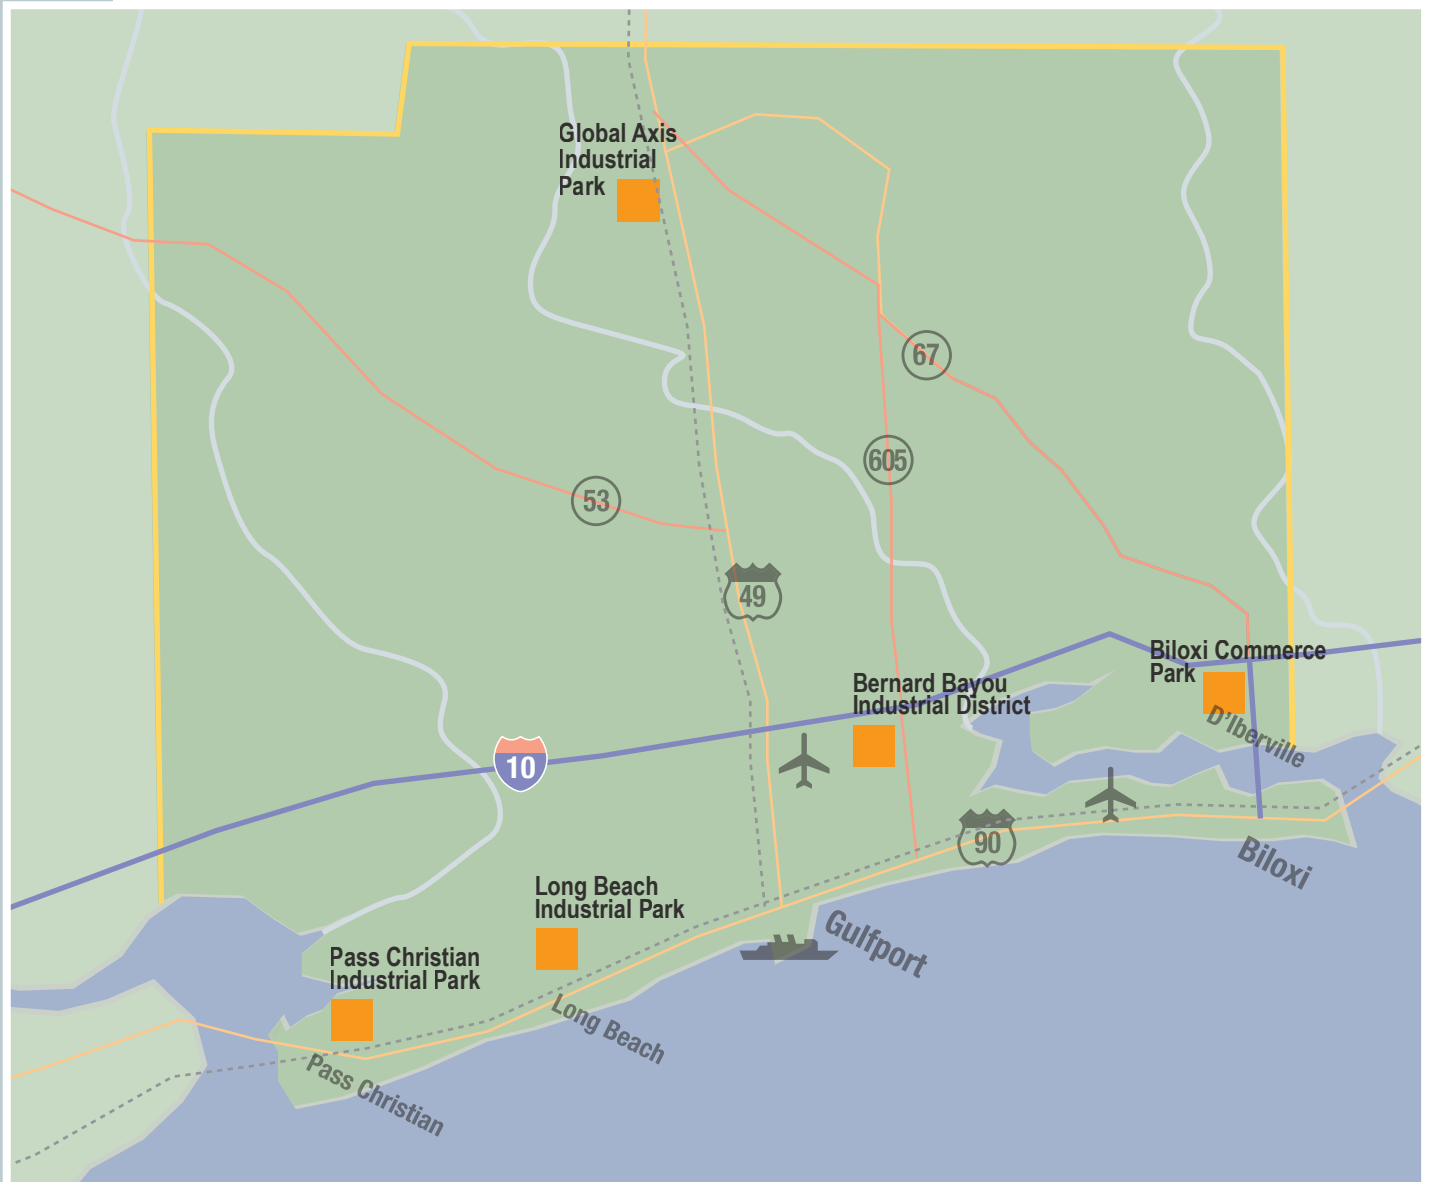 Global Axis
Industrial
Park
67
605
53
49
Biloxi Commerce
Park
Bernard Bayou
Industrial District
D'Iberville
10
90
Biloxi
Long Beach
Industrial Park
Gulfport
Pass Christian
Industrial Park
Long Beach
Pass Christian